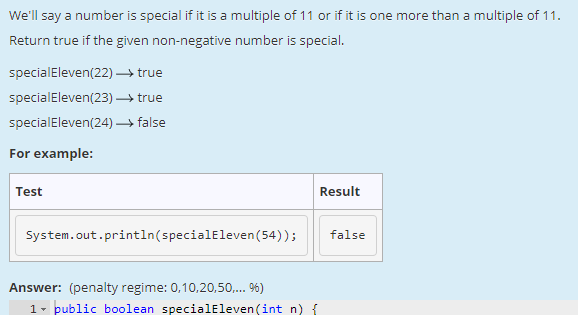 We'll say a number is special if it is a multiple of 11 or if it is one more than a multiple of 11.
Return true if the given non-negative number is special.
specialEleven(22) → true
specialEleven(23) → true
specialEleven(24) → false
For example:
Test Result
System.out.println(specialEleven(54)); false
Answer: (penalty regime: 0,10,20,50,... %)
1 public boolean specialEleven(int n) {